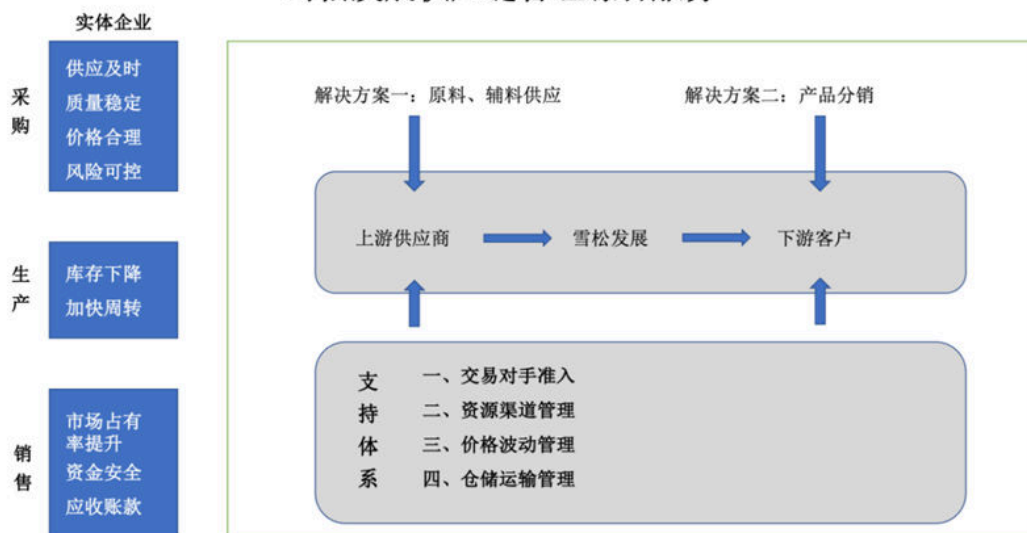 实体企业
采购
供应及时
质量稳定
价格合理
风险可控
生产
库存下降
加快周转
销售
市场占有
率提升
资金安全
应收账款
解决方案一：原料、辅料供应
解决方案二：产品分销
上游供应商
雪松发展
下游客户
支持体系
一、交易对手准入
二、资源渠道管理
三、价格波动管理
四、仓储运输管理